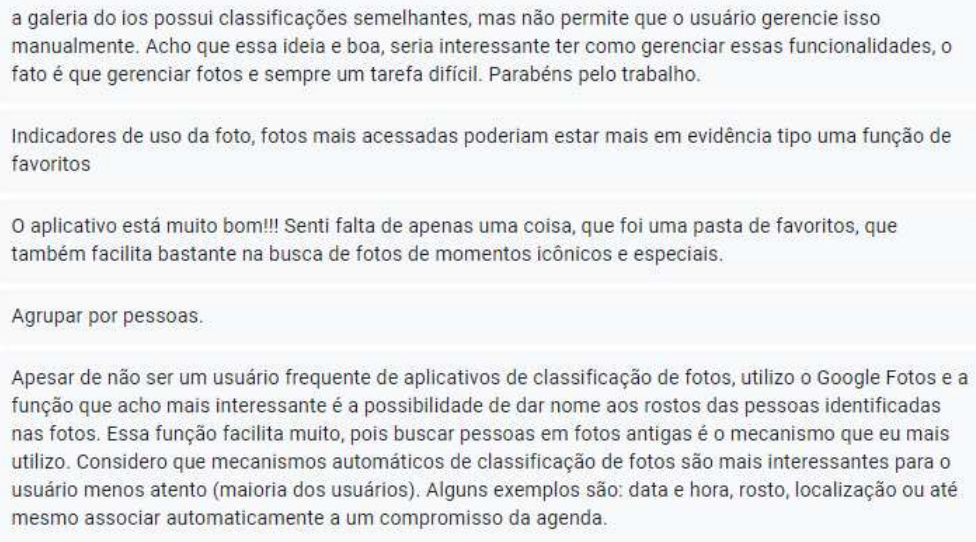 a galeria do ios possui classificações semelhantes, mas não permite que o usuário gerencie isso
manualmente. Acho que essa ideia e boa, seria interessante ter como gerenciar essas funcionalidades, o
fato é que gerenciar fotos e sempre um tarefa difícil. Parabéns pelo trabalho.
Indicadores de uso da foto, fotos mais acessadas poderiam estar mais em evidência tipo uma função de
favoritos
O aplicativo está muito bom!!! Senti falta de apenas uma coisa, que foi uma pasta de favoritos, que
também facilita bastante na busca de fotos de momentos icônicos e especiais.
Agrupar por pessoas.
Apesar de não ser um usuário frequente de aplicativos de classificação de fotos, utilizo o Google Fotos e a
função que acho mais interessante é a possibilidade de dar nome aos rostos das pessoas identificadas
nas fotos. Essa função facilita muito, pois buscar pessoas em fotos antigas é o mecanismo que eu mais
utilizo. Considero que mecanismos automáticos de classificação de fotos são mais interessantes para o
usuário menos atento (maioria dos usuários). Alguns exemplos são: data e hora, rosto, localização ou até
mesmo associar automaticamente a um compromisso da agenda.